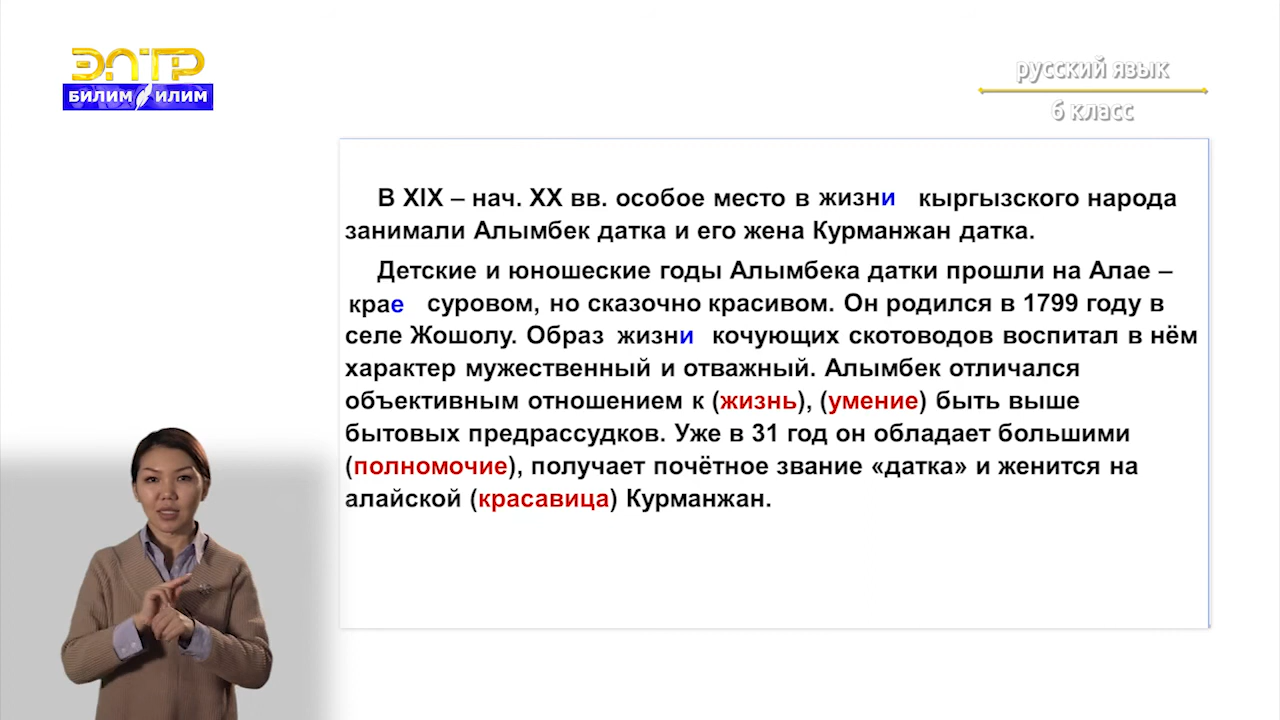 ЭЛТР
БИЛИМ ИЛИМ
русский язык
6 класс
В XIX – нач. XX вв. особое место в жизни кыргызского народа
занимали Алымбек датка и его жена Курманжан датка.
Детские и юношеские годы Алымбека датки прошли на Алае –
крае суровом, но сказочно красивом. Он родился в 1799 году в
селе Жошолу. Образ жизни кочующих скотоводов воспитал в нём
характер мужественный и отважный. Алымбек отличался
объективным отношением к (жизнь), (умение) быть выше
бытовых предрассудков. Уже в 31 год он обладает большими
(полномочие), получает почётное звание «датка» и женится на
алайской (красавица) Курманжан.